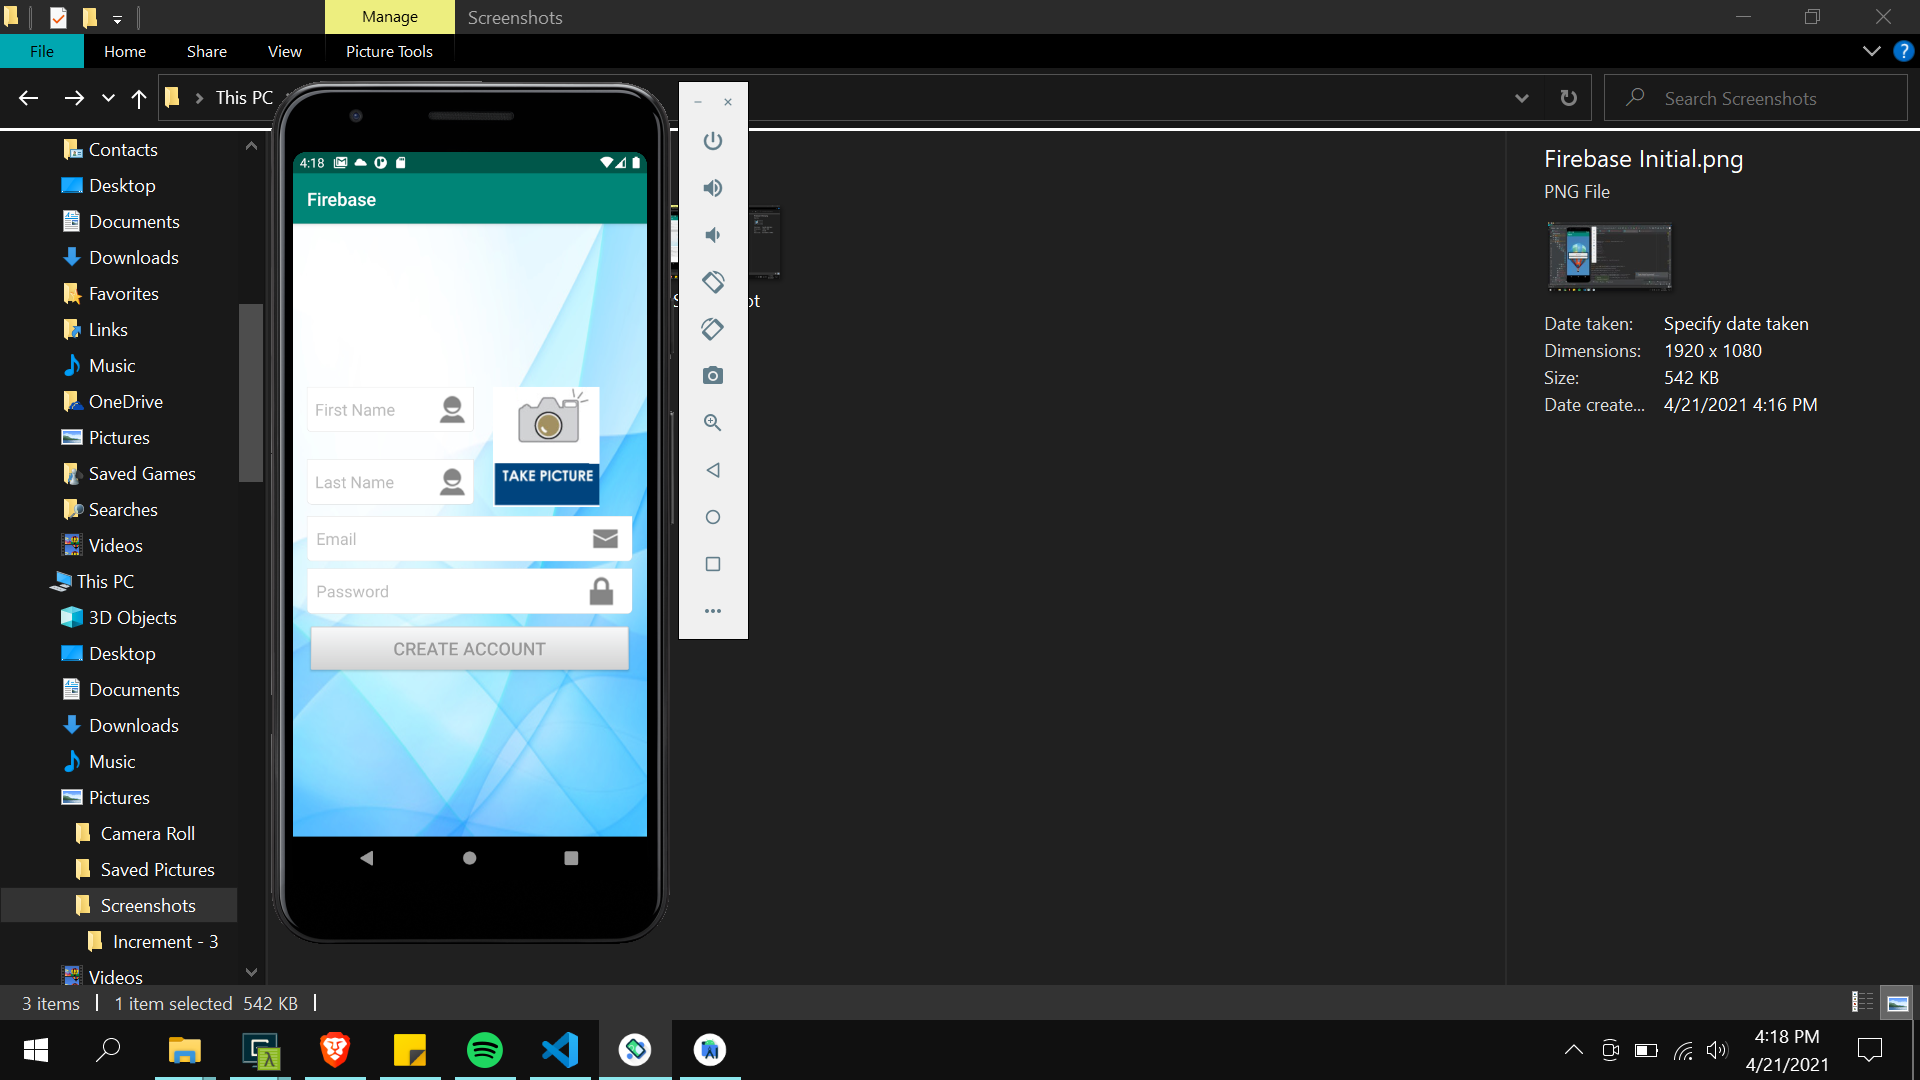 Manage
Screenshots
File
Home
Share
View
Picture Tools
This PC
Search Screenshots
Contacts
Desktop
Documents
Downloads
Favorites
Links
Music
OneDrive
Pictures
Saved Games
Searches
Videos
This PC
3D Objects
Desktop
Documents
Downloads
Music
Pictures
Camera Roll
Saved Pictures
Screenshots
Increment - 3
Videos
4:18
Firebase
First Name
Last Name
TAKE PICTURE
Email
Password
CREATE ACCOUNT
Firebase Initial.png
PNG File
Date taken: Specify date taken
Dimensions: 1920 x 1080
Size: 542 KB
Date create... 4/21/2021 4:16 PM
3 items
1 item selected 542 KB
4:18 PM
4/21/2021